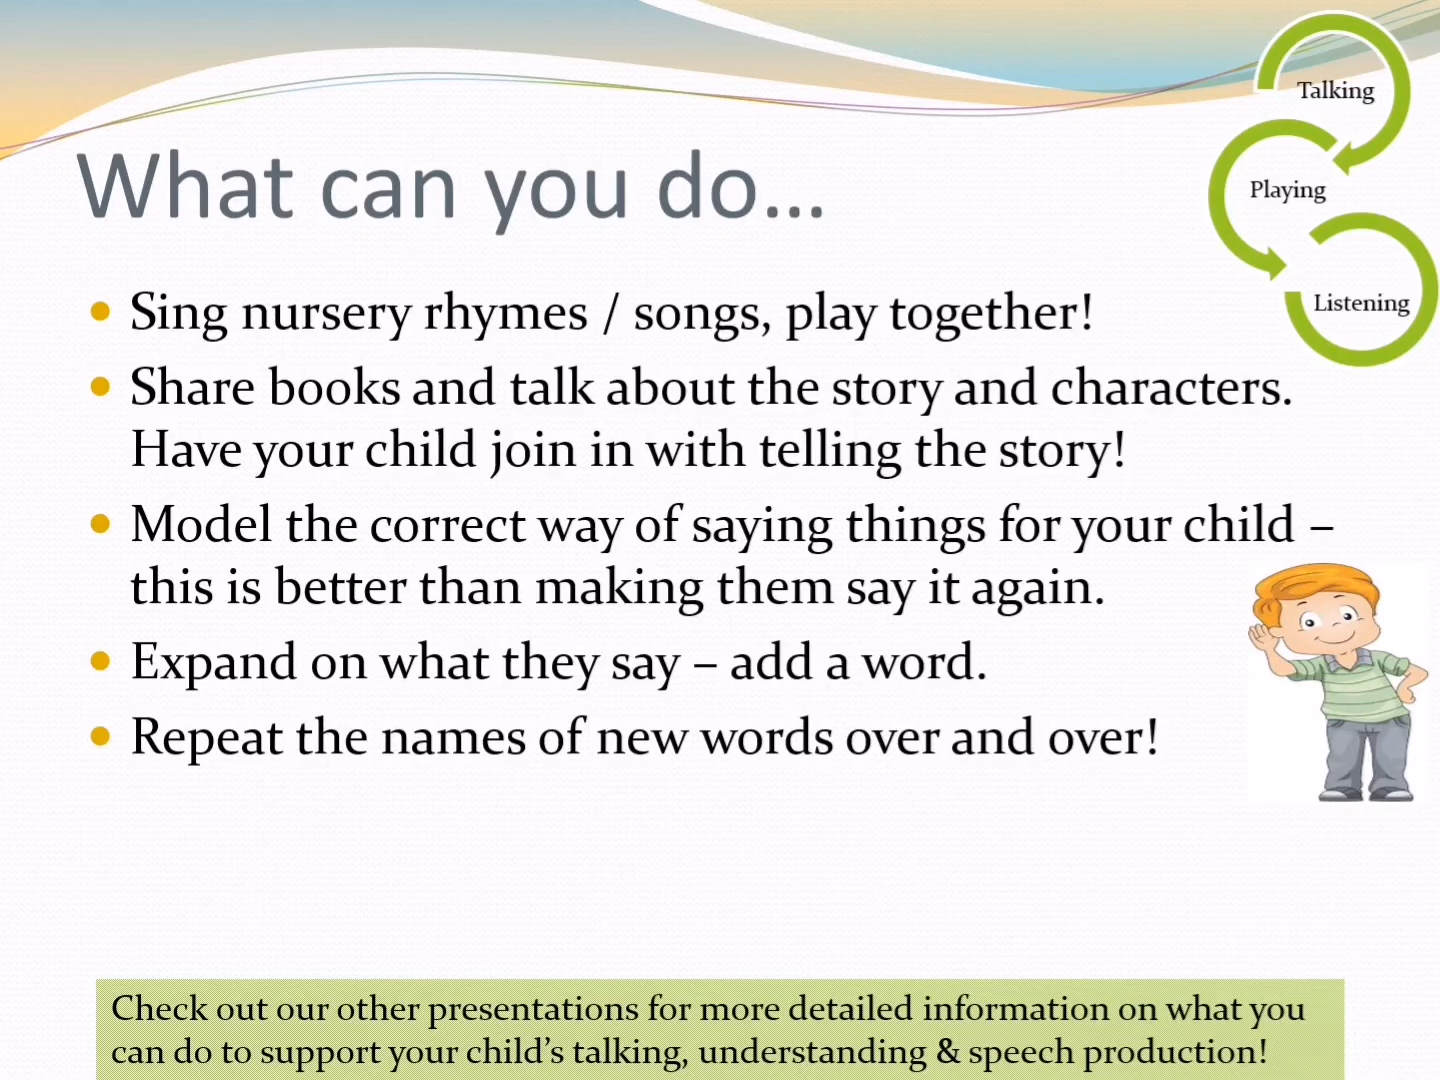 What can you do...
Talking
Playing
Listening
Sing nursery rhymes / songs, play together!
Share books and talk about the story and characters.
Have your child join in with telling the story!
Model the correct way of saying things for your child –
this is better than making them say it again.
Expand on what they say – add a word.
Repeat the names of new words over and over!
Check out our other presentations for more detailed information on what you
can do to support your child’s talking, understanding & speech production!